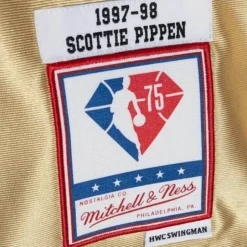 1997-98
SCOTTIE PIPPEN
75
NOSTALGIA CO.
Mitchell & Ness
PHILADELPHIA, PA.
HWC SWINGMAN